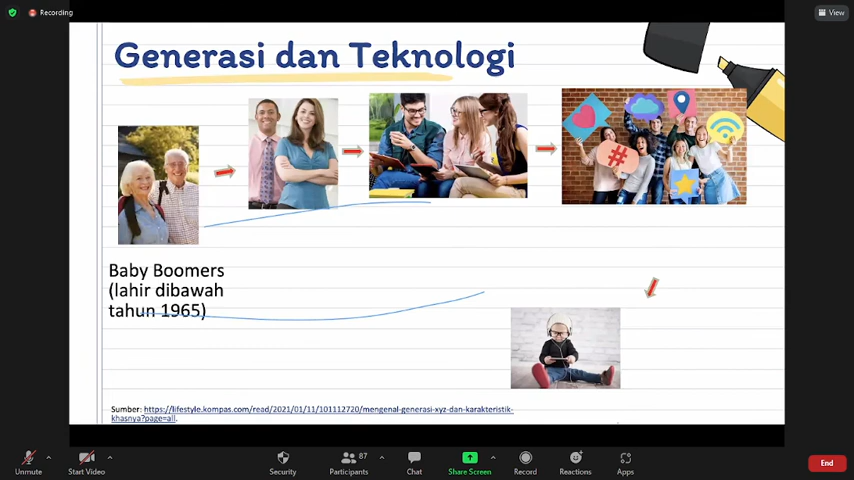 Recording
View
Generasi dan Teknologi
#
Baby Boomers
(lahir dibawah
tahun 1965)
Sumber: https://lifestyle.kompas.com/read/2021/01/11/101112720/mengenal-generasi-xyz-dan-karakteristik-
khasnya?page=all.
Unmute
Start Video
Security
87
Participants
Chat
Share Screen
Record
Reactions
Apps
End